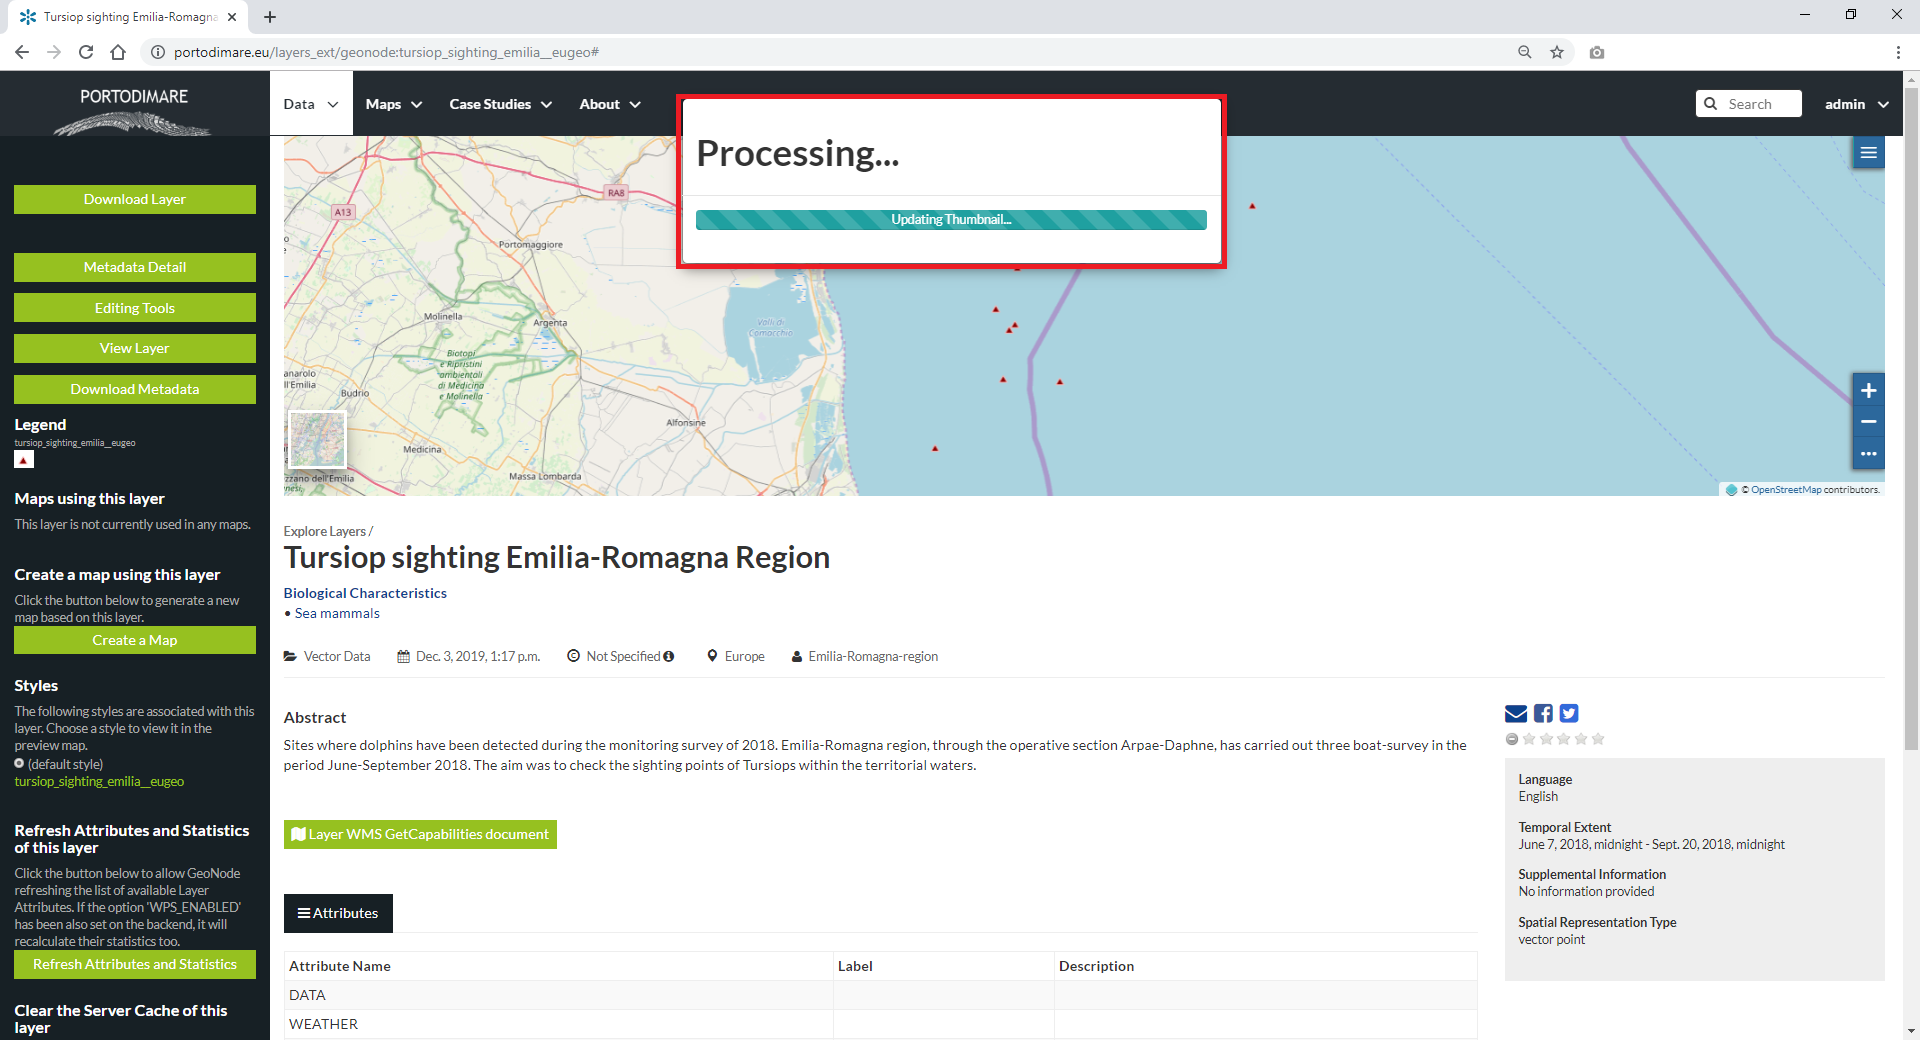 Tursiop sighting Emilia-Romagna
portodimare.eu/layers_ext/geonode:tursiop_sighting_emilia__eugeo#
PORTODIMARE
Data
Maps
Case Studies
About
Search
admin
Processing...
Updating Thumbnail...
Download Layer
Metadata Detail
Editing Tools
View Layer
Download Metadata
Legend
tursiop_sighting_emilia__eugeo
Maps using this layer
This layer is not currently used in any maps.
Create a map using this layer
Click the button below to generate a new
map based on this layer.
Create a Map
Styles
The following styles are associated with this
layer. Choose a style to view it in the
preview map.
(default style)
tursiop_sighting_emilia__eugeo
Refresh Attributes and Statistics
of this layer
Click the button below to allow GeoNode
refreshing the list of available Layer
Attributes. If the option 'WPS_ENABLED'
has been also set on the backend, it will
recalculate their statistics too.
Refresh Attributes and Statistics
Clear the Server Cache of this
layer
RA8
A13
Portomaggiore
Molinella
Argenta
Valli di
Comacchio
Biotopi
e Ripristini
ambientali
di Medicina
e Molinella
anarolo
ll'Emilia
Budrio
Alfonsine
Medicina
Massa Lombarda
zzano dell'Emilia
© OpenStreetMap contributors.
Explore Layers /
Tursiop sighting Emilia-Romagna Region
Biological Characteristics
• Sea mammals
Vector Data
Dec. 3, 2019, 1:17 p.m.
Not Specified
Europe
Emilia-Romagna-region
Abstract
Sites where dolphins have been detected during the monitoring survey of 2018. Emilia-Romagna region, through the operative section Arpae-Daphne, has carried out three boat-survey in the
period June-September 2018. The aim was to check the sighting points of Tursiops within the territorial waters.
Layer WMS GetCapabilities document
Attributes
Attribute Name
Label
Description
DATA
WEATHER
Language
English
Temporal Extent
June 7, 2018, midnight - Sept. 20, 2018, midnight
Supplemental Information
No information provided
Spatial Representation Type
vector point